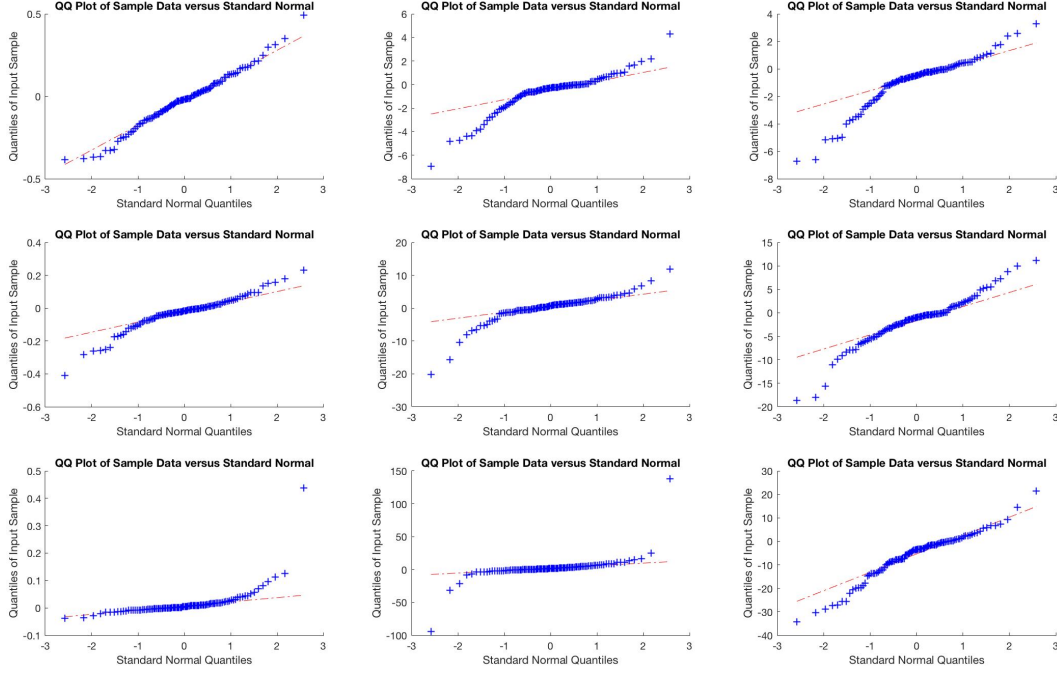 QQ Plot of Sample Data versus Standard Normal
Quantiles of Input Sample
0.5
0
-0.5
-3 -2 -1 0 1 2 3
Standard Normal Quantiles
QQ Plot of Sample Data versus Standard Normal
Quantiles of Input Sample
6
4
2
0
-2
-4
-6
-8
-3 -2 -1 0 1 2 3
Standard Normal Quantiles
QQ Plot of Sample Data versus Standard Normal
Quantiles of Input Sample
4
2
0
-2
-4
-6
-8
-3 -2 -1 0 1 2 3
Standard Normal Quantiles
QQ Plot of Sample Data versus Standard Normal
Quantiles of Input Sample
0.4
0.2
0
-0.2
-0.4
-0.6
-3 -2 -1 0 1 2 3
Standard Normal Quantiles
QQ Plot of Sample Data versus Standard Normal
Quantiles of Input Sample
20
10
0
-10
-20
-30
-3 -2 -1 0 1 2 3
Standard Normal Quantiles
QQ Plot of Sample Data versus Standard Normal
Quantiles of Input Sample
15
10
5
0
-5
-10
-15
-20
-3 -2 -1 0 1 2 3
Standard Normal Quantiles
QQ Plot of Sample Data versus Standard Normal
Quantiles of Input Sample
0.5
0.4
0.3
0.2
0.1
0
-0.1
-3 -2 -1 0 1 2 3
Standard Normal Quantiles
QQ Plot of Sample Data versus Standard Normal
Quantiles of Input Sample
150
100
50
0
-50
-100
-3 -2 -1 0 1 2 3
Standard Normal Quantiles
QQ Plot of Sample Data versus Standard Normal
Quantiles of Input Sample
30
20
10
0
-10
-20
-30
-40
-3 -2 -1 0 1 2 3
Standard Normal Quantiles